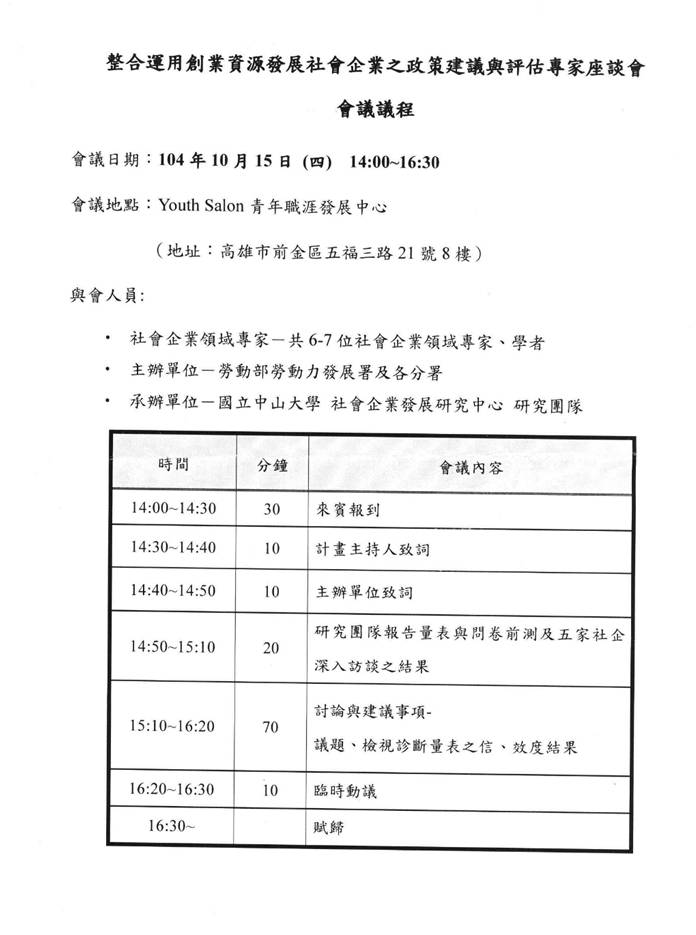 整合運用創業資源發展社會企業之政策建議與評估專家座談會
會議議程
會議日期：104 年 10 月 15 日 (四) 14:00~16:30
會議地點：Youth Salon 青年職涯發展中心
（地址：高雄市前金區五福三路 21 號 8 樓）
與會人員:
• 社會企業領域專家－共 6-7 位社會企業領域專家、學者
• 主辦單位－勞動部勞動力發展署及各分署
• 承辦單位－國立中山大學 社會企業發展研究中心 研究團隊
時間 分鐘 會議內容
14:00~14:30 30 來賓報到
14:30~14:40 10 計畫主持人致詞
14:40~14:50 10 主辦單位致詞
14:50~15:10 20 研究團隊報告量表與問卷前測及五家社企
深入訪談之結果
15:10~16:20 70 討論與建議事項-
議題、檢視診斷量表之信、效度結果
16:20~16:30 10 臨時動議
16:30~ 賦歸